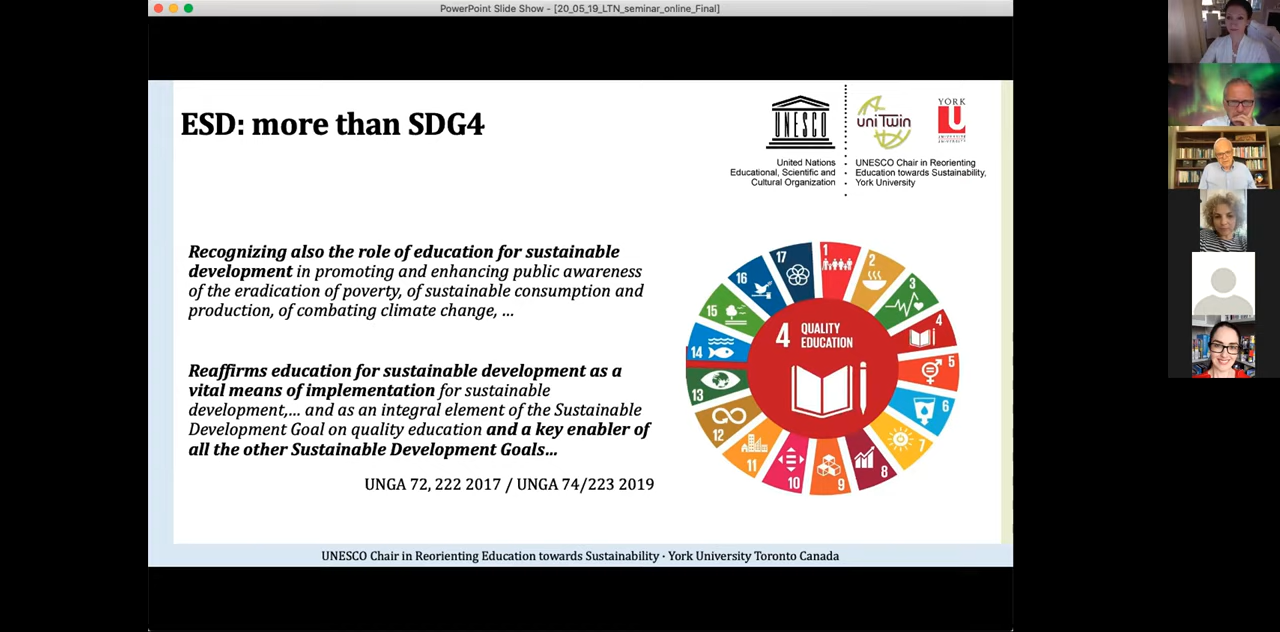 PowerPoint Slide Show - [20_05_19_LTN_seminar_online_Final]
ESD: more than SDG4
UNESCO
United Nations
Educational, Scientific and
Cultural Organization
uniTwin
YORK
U
UNESCO Chair in Reorienting
Education towards Sustainability,
York University
Recognizing also the role of education for sustainable
development in promoting and enhancing public awareness
of the eradication of poverty, of sustainable consumption and
production, of combating climate change, ...
Reaffirms education for sustainable development as a
vital means of implementation for sustainable
development,... and as an integral element of the Sustainable
Development Goal on quality education and a key enabler of
all the other Sustainable Development Goals...
UNGA 72, 222 2017 / UNGA 74/223 2019
4 QUALITY
EDUCATION
1
2
3
4
5
6
7
8
9
10
11
12
13
14
15
16
17
UNESCO Chair in Reorienting Education towards Sustainability · York University Toronto Canada